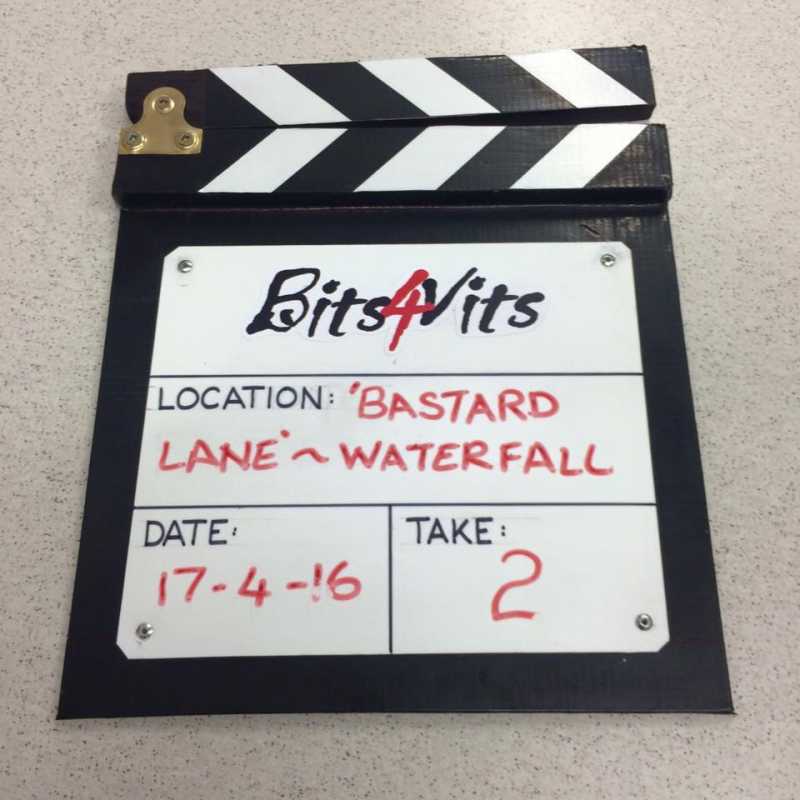 Bits4Vits
LOCATION: 'BASTARD
LANE' ~ WATERFALL
DATE:
17-4-16
TAKE:
2